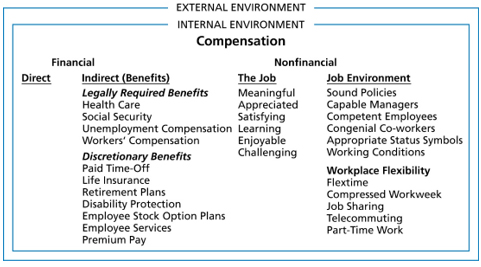 EXTERNAL ENVIRONMENT
INTERNAL ENVIRONMENT
Compensation
Financial
Nonfinancial
Direct
Indirect (Benefits)
Legally Required Benefits
Health Care
Social Security
Unemployment Compensation
Workers' Compensation
Discretionary Benefits
Paid Time-Off
Life Insurance
Retirement Plans
Disability Protection
Employee Stock Option Plans
Employee Services
Premium Pay
The Job
Meaningful
Appreciated
Satisfying
Learning
Enjoyable
Challenging
Job Environment
Sound Policies
Capable Managers
Competent Employees
Congenial Co-workers
Appropriate Status Symbols
Working Conditions
Workplace Flexibility
Flextime
Compressed Workweek
Job Sharing
Telecommuting
Part-Time Work